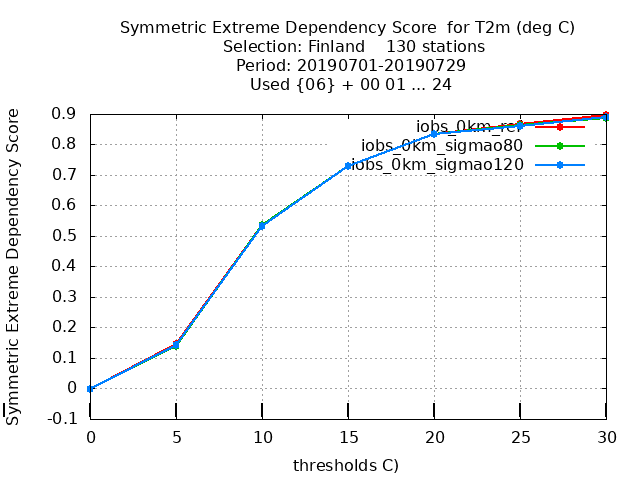 Symmetric Extreme Dependency Score for T2m (deg C)
Selection: Finland 130 stations
Period: 20190701-20190729
Used {06} + 00 01 ... 24
Symmetric Extreme Dependency Score
0.9
0.8
0.7
0.6
0.5
0.4
0.3
0.2
0.1
0
-0.1
iobs_0km_ref
iobs_0km_sigmao80
iobs_0km_sigmao120
0 5 10 15 20 25 30
thresholds C)